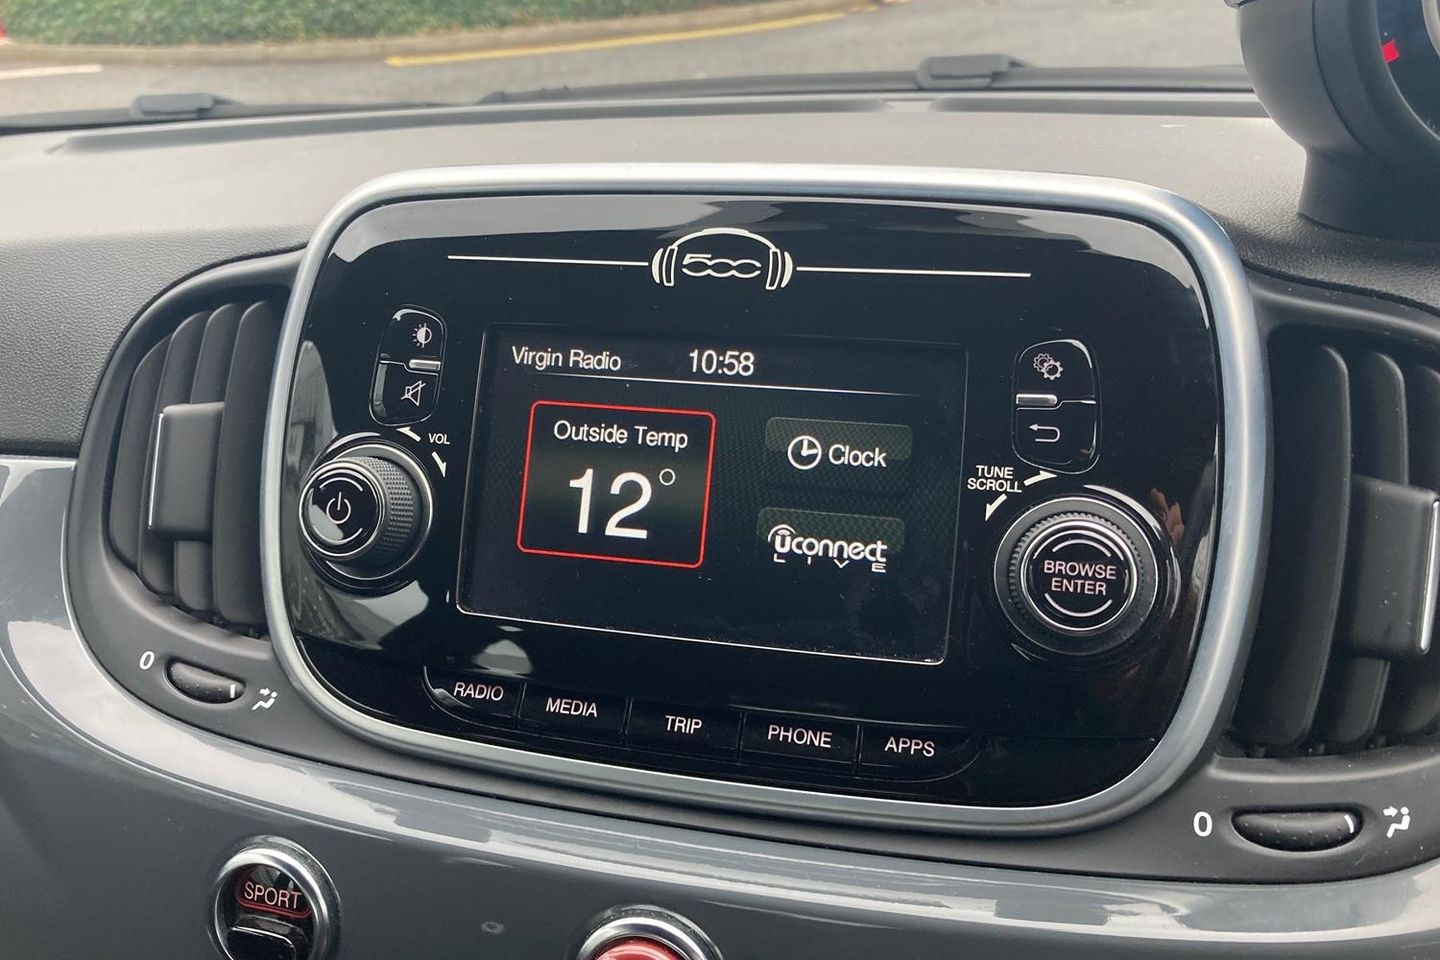 500
Virgin Radio 10:58
Outside Temp
12°
Clock
uconnect
LIVE
VOL
TUNE
SCROLL
BROWSE
ENTER
RADIO
MEDIA
TRIP
PHONE
APPS
0
0
SPORT